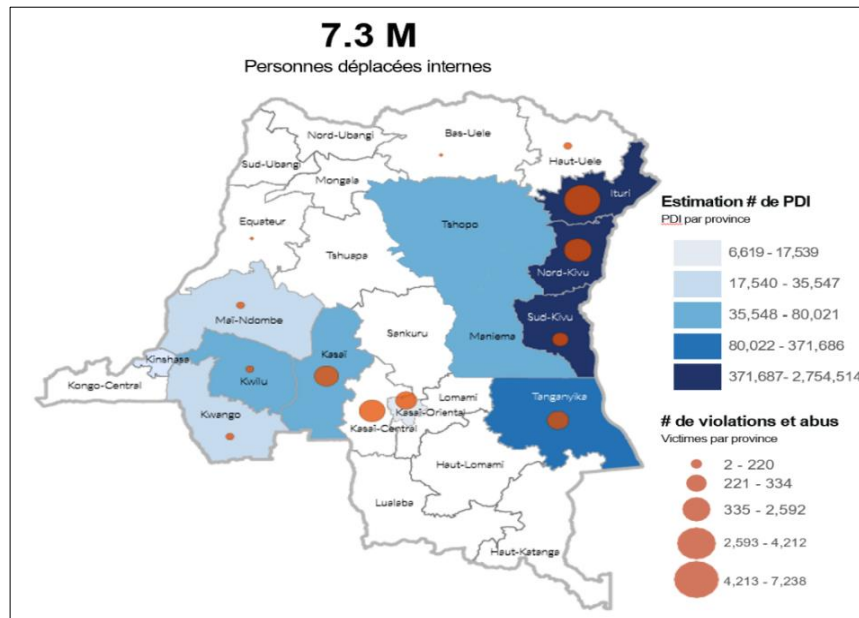 7.3 M
Personnes déplacées internes
Nord-Ubangi
Bas-Uele
Sud-Ubangi
Haut-Uele
Mongala
Ituri
Equateur
Tshopo
Tshuapa
Nord-Kivu
Maï-Ndombe
Sud-Kivu
Sankuru
Maniema
Kinshasa
Kasaï
Kongo-Central
Kwilu
Lomami
Tanganyika
Kwango
Kasaï-Oriental
Kasaï-Central
Haut-Lomami
Lualaba
Haut-Katanga
Estimation # de PDI
PDI par province
6,619 - 17,539
17,540 - 35,547
35,548 - 80,021
80,022 - 371,686
371,687- 2,754,514
# de violations et abus
Victimes par province
2 - 220
221 - 334
335 - 2,592
2,593 - 4,212
4,213 - 7,238